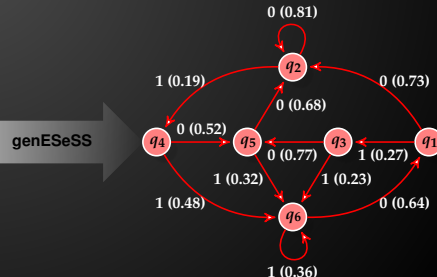 0 (0.81)
q2
1 (0.19)
0 (0.73)
0 (0.68)
genESeSS
q4
0 (0.52)
q5
0 (0.77)
q3
1 (0.27)
q1
1 (0.32)
1 (0.23)
1 (0.48)
0 (0.64)
q6
1 (0.36)